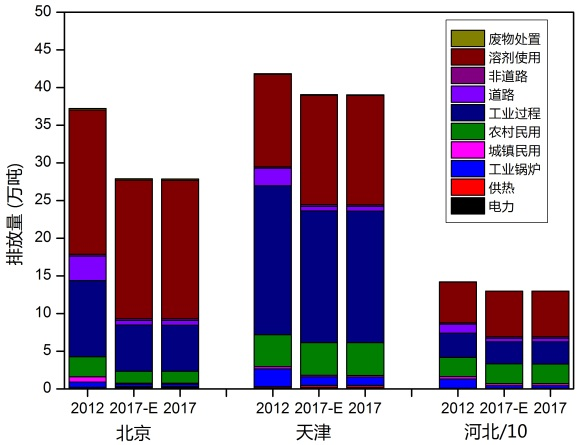 50
45
40
35
30
25
20
15
10
5
0
排放量 (万吨)
废物处置
溶剂使用
非道路
道路
工业过程
农村民用
城镇民用
工业锅炉
供热
电力
2012 2017-E 2017 2012 2017-E 2017 2012 2017-E 2017
北京 天津 河北/10